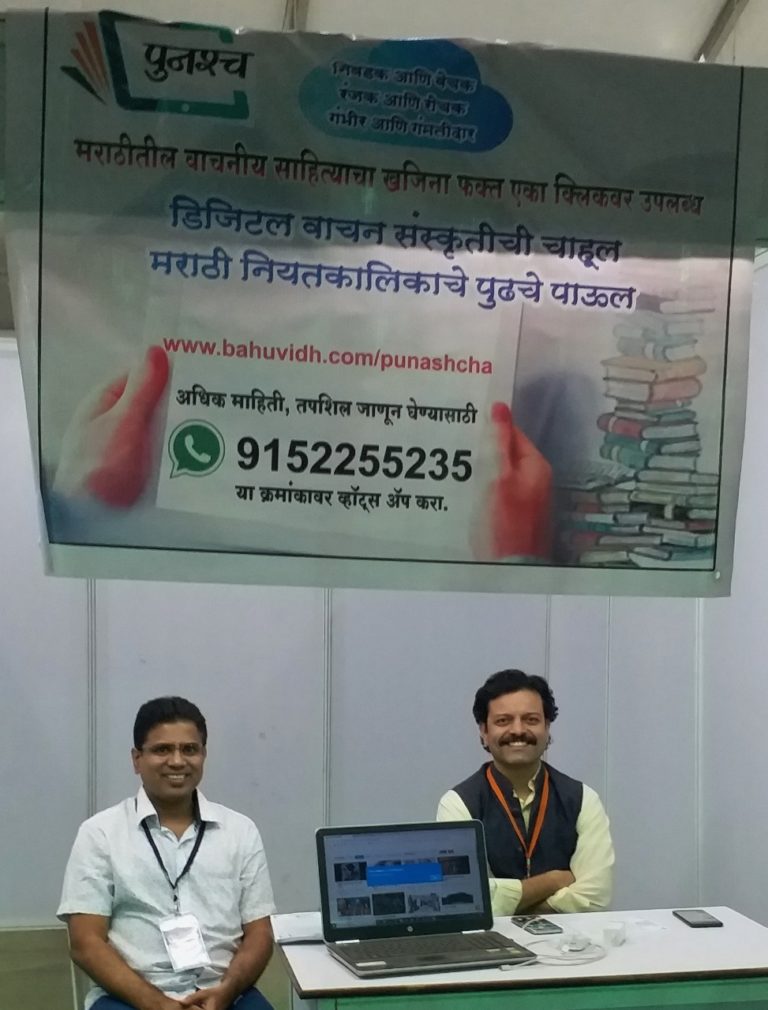 पुनश्च
निवडक आणि वेचक
रंजक आणि रोचक
गंभीर आणि गंमतीदार
मराठीतील वाचनीय साहित्याचा खजिना फक्त एका क्लिकवर उपलब्ध
डिजिटल वाचन संस्कृतीची चाहूल
मराठी नियतकालिकाचे पुढचे पाऊल
www.bahuvidh.com/punashcha
अधिक माहिती, तपशिल जाणून घेण्यासाठी
9152255235
या क्रमांकावर व्हॉट्स ॲप करा.